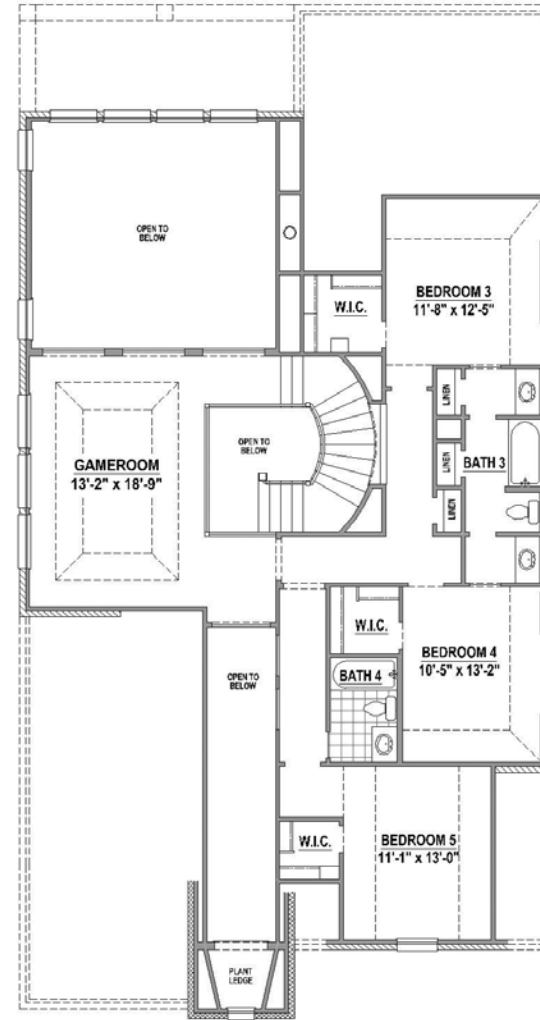 OPEN TO
BELOW
BEDROOM 3
11'-8" x 12'-5"
W.I.C.
LINEN
OPEN TO
BELOW
GAMEROOM
13'-2" x 18'-9"
LINEN
BATH 3
LINEN
W.I.C.
BEDROOM 4
10'-5" x 13'-2"
BATH 4
OPEN TO
BELOW
W.I.C.
BEDROOM 5
11'-1" x 13'-0"
PLANT
LEDGE